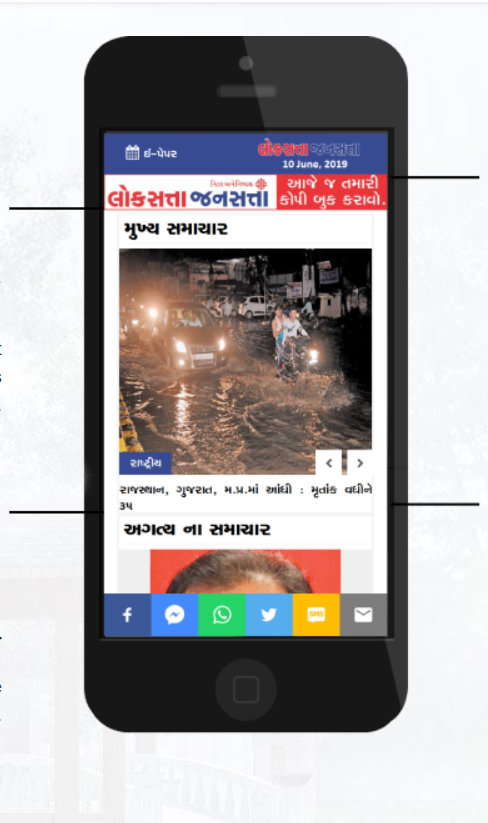 ઈ-પેપર
લોકસત્તા જનસત્તા
10 June, 2019
લોકસત્તા જનસત્તા
આજે જ તમારી
કોપી બુક કરાવો.
મુખ્ય સમાચાર
રાષ્ટ્રીય
રાજસ્થાન, ગુજરાત, મ.પ્ર.માં આંધી : મૃતાંક વધીને
૩૫
અગત્ય ના સમાચાર
SMS